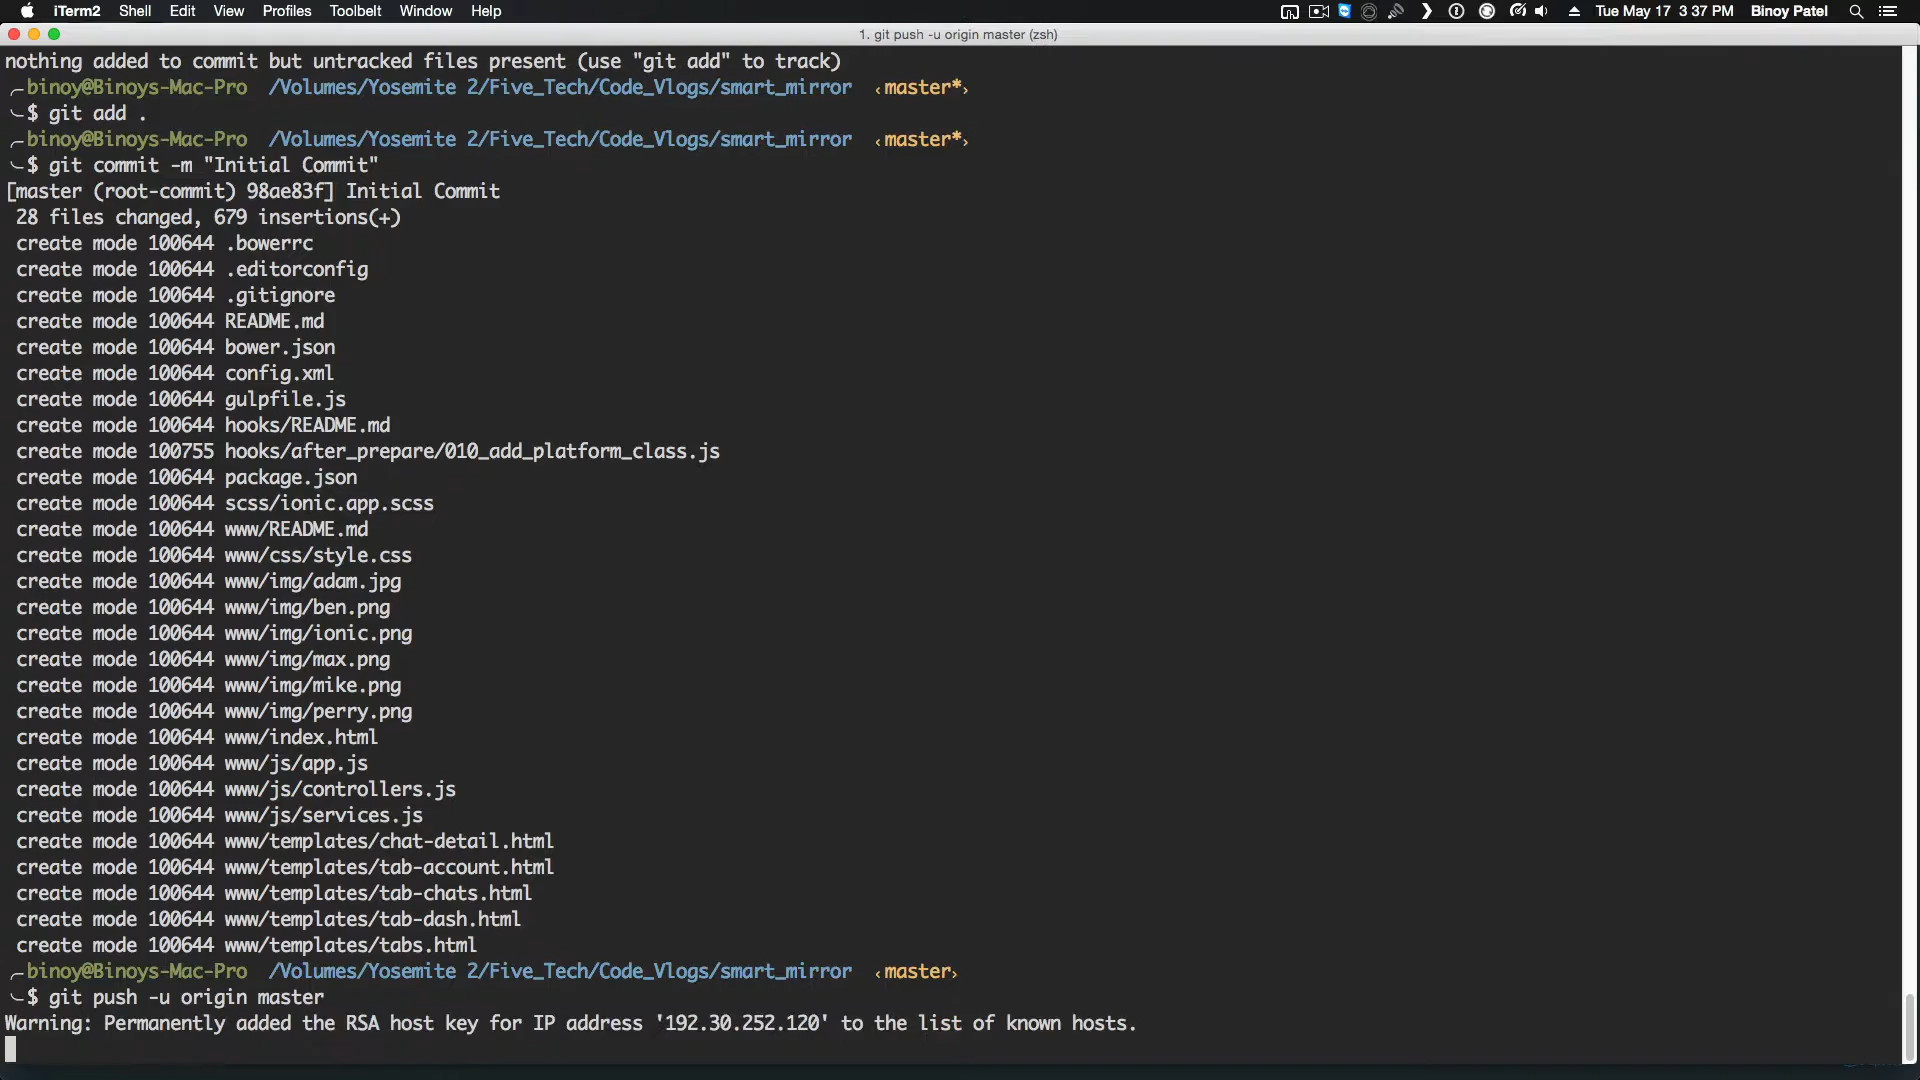 iTerm2 Shell Edit View Profiles Toolbelt Window Help Tue May 17 3 37 PM Binoy Patel
1. git push -u origin master (zsh)
nothing added to commit but untracked files present (use "git add" to track)
binoy@Binoys-Mac-Pro /Volumes/Yosemite 2/Five_Tech/Code_Vlogs/smart_mirror ‹master*›
$ git add .
binoy@Binoys-Mac-Pro /Volumes/Yosemite 2/Five_Tech/Code_Vlogs/smart_mirror ‹master*›
$ git commit -m "Initial Commit"
[master (root-commit) 98ae83f] Initial Commit
28 files changed, 679 insertions(+)
create mode 100644 .bowerrc
create mode 100644 .editorconfig
create mode 100644 .gitignore
create mode 100644 README.md
create mode 100644 bower.json
create mode 100644 config.xml
create mode 100644 gulpfile.js
create mode 100644 hooks/README.md
create mode 100755 hooks/after_prepare/010_add_platform_class.js
create mode 100644 package.json
create mode 100644 scss/ionic.app.scss
create mode 100644 www/README.md
create mode 100644 www/css/style.css
create mode 100644 www/img/adam.jpg
create mode 100644 www/img/ben.png
create mode 100644 www/img/ionic.png
create mode 100644 www/img/max.png
create mode 100644 www/img/mike.png
create mode 100644 www/img/perry.png
create mode 100644 www/index.html
create mode 100644 www/js/app.js
create mode 100644 www/js/controllers.js
create mode 100644 www/js/services.js
create mode 100644 www/templates/chat-detail.html
create mode 100644 www/templates/tab-account.html
create mode 100644 www/templates/tab-chats.html
create mode 100644 www/templates/tab-dash.html
create mode 100644 www/templates/tabs.html
binoy@Binoys-Mac-Pro /Volumes/Yosemite 2/Five_Tech/Code_Vlogs/smart_mirror ‹master›
$ git push -u origin master
Warning: Permanently added the RSA host key for IP address '192.30.252.120' to the list of known hosts.